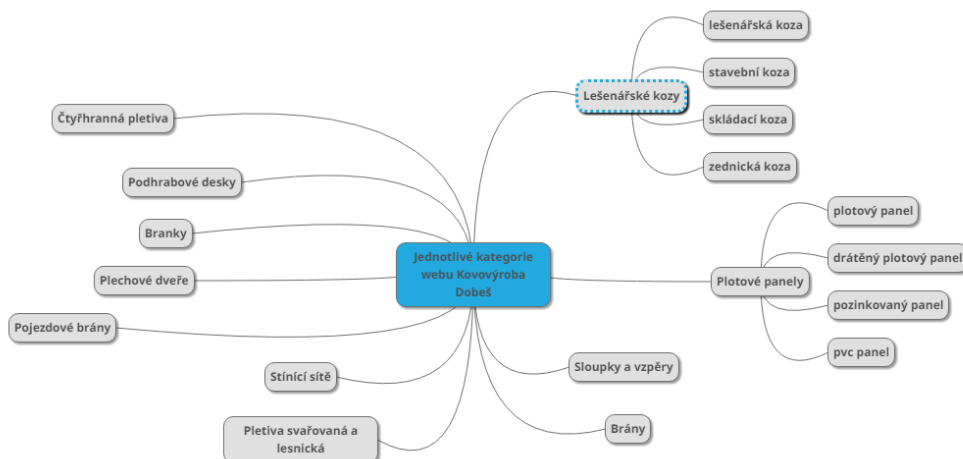 lešenářská koza
stavební koza
Lešenářské kozy
skládací koza
zednická koza
Čtyřhranná pletiva
Podhrabové desky
Branky
Plechové dveře
Pojezdové brány
Stínící sítě
Pletiva svařovaná a
lesnická
Jednotlivé kategorie
webu Kovovýroba
Dobeš
plotový panel
drátěný plotový panel
Plotové panely
pozinkovaný panel
pvc panel
Sloupky a vzpěry
Brány